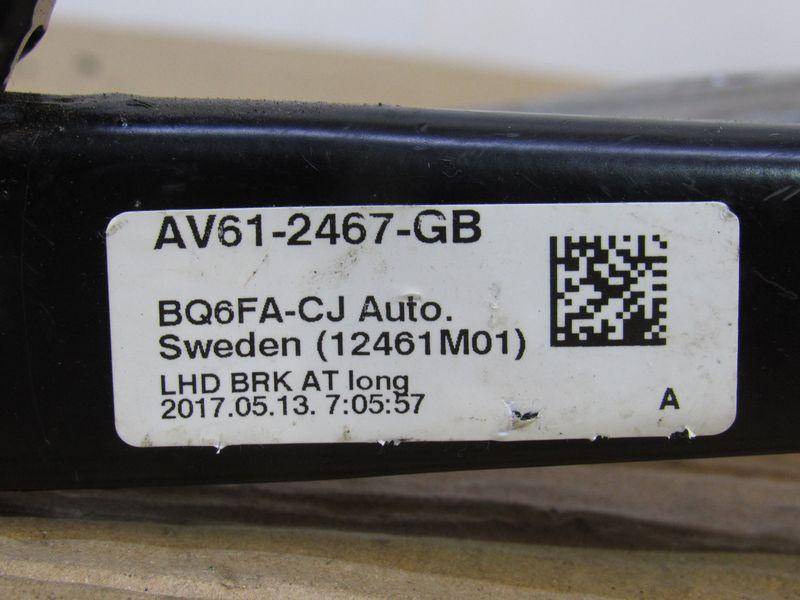 AV61-2467-GB
BQ6FA-CJ Auto.
Sweden (12461M01)
LHD BRK AT long
2017.05.13. 7:05:57
A